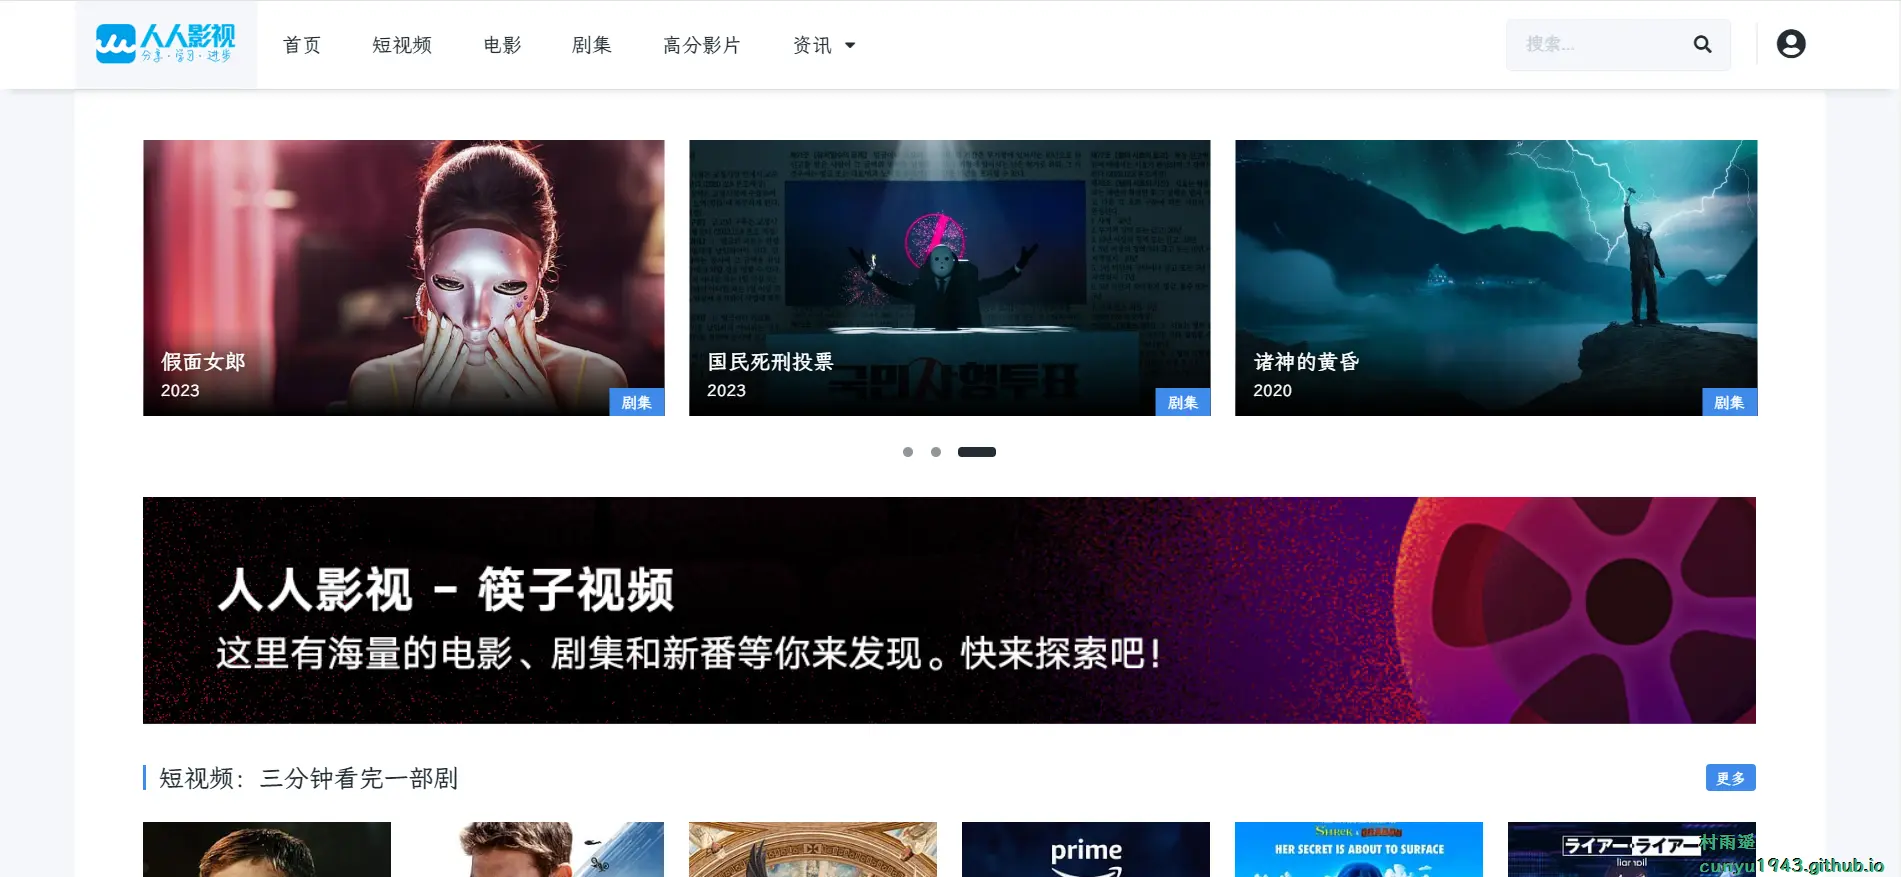 人人影视
分享·学习·进步
首页 短视频 电影 剧集 高分影片 资讯
搜索...
假面女郎
2023
剧集
国民死刑投票
2023
剧集
국민사형투표
诸神的黄昏
2020
剧集
人人影视 - 筷子视频
这里有海量的电影、剧集和新番等你来发现。快来探索吧！
短视频：三分钟看完一部剧
更多
prime
SHREK
HER SECRET IS ABOUT TO SURFACE
ライアー·ライアー
liar liar
村雨遥
cunyu1943.github.io